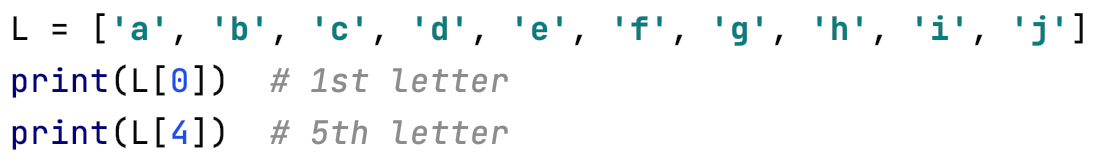 L = ['a', 'b', 'c', 'd', 'e', 'f', 'g', 'h', 'i', 'j']
print(L[0])  # 1st letter
print(L[4])  # 5th letter